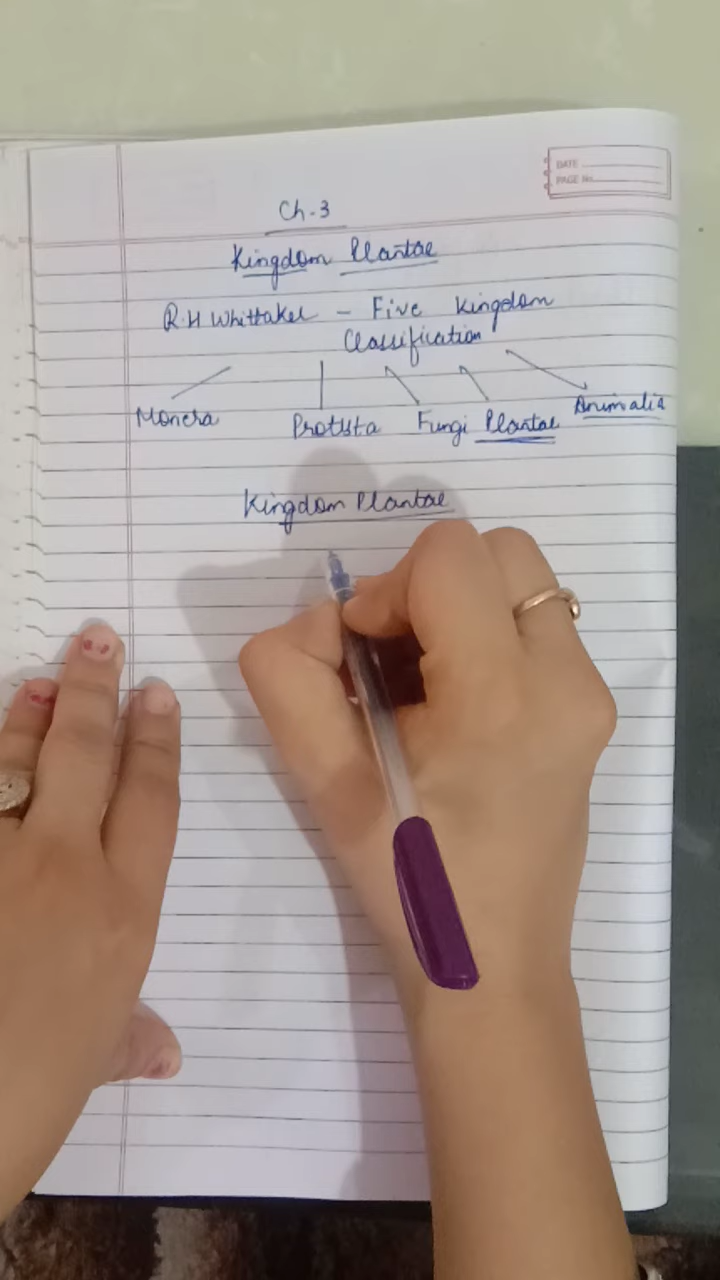 DATE
PAGE No.
Ch-3
Kingdom Plantae
R.H Whittaker - Five Kingdom
Classification
Monera Protista Fungi Plantae Animalia
Kingdom Plantae